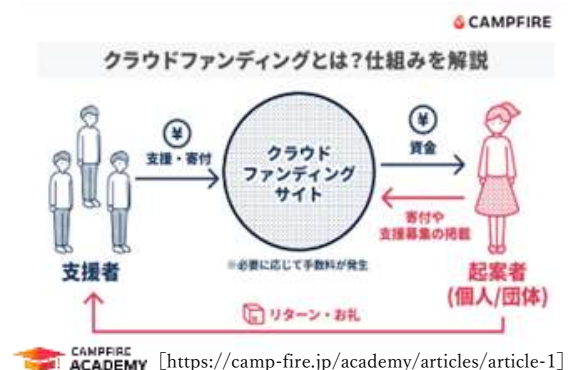 CAMPFIRE
クラウドファンディングとは?仕組みを解説
¥
支援・寄付
クラウド
ファンディング
サイト
¥
資金
寄付や
支援募集の掲載
※必要に応じて手数料が発生
支援者
起案者
(個人/団体)
リターン・お礼
CAMPFIRE
ACADEMY
[https://camp-fire.jp/academy/articles/article-1]